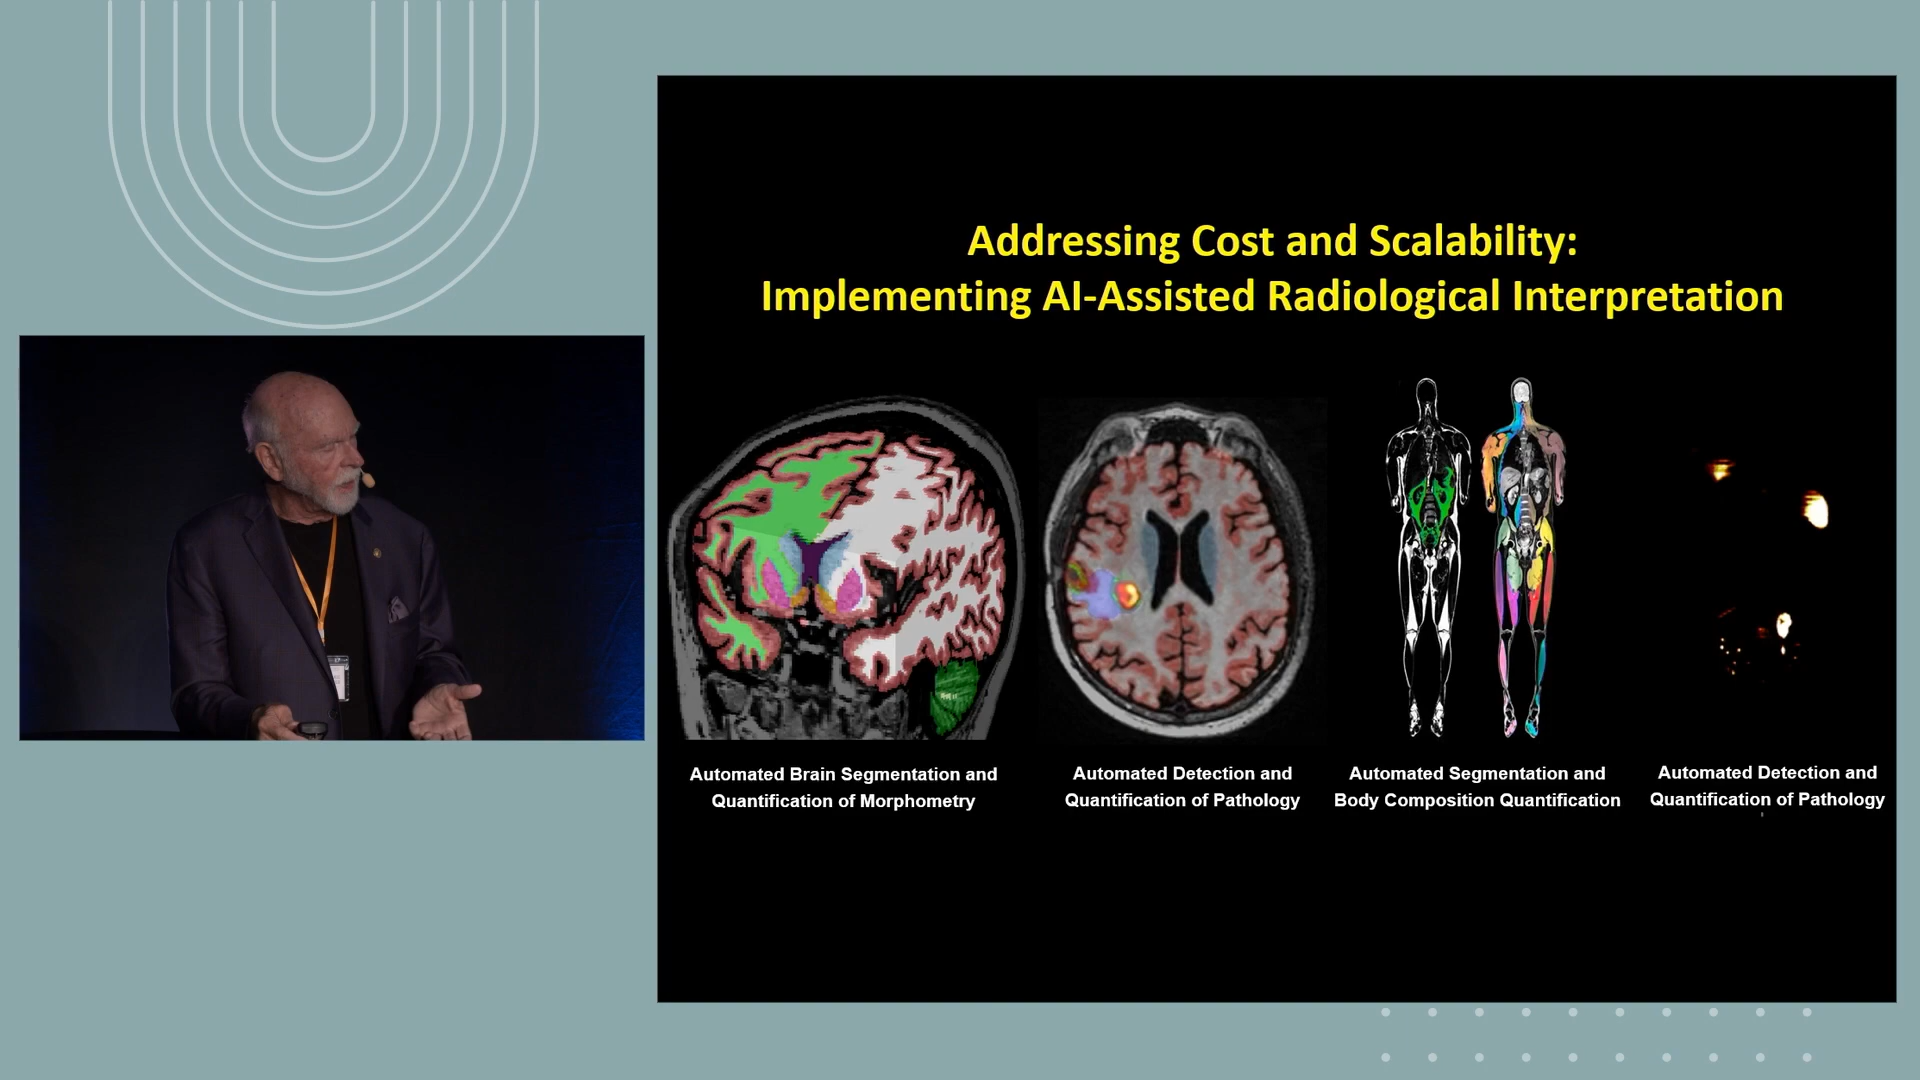 Addressing Cost and Scalability:
Implementing AI-Assisted Radiological Interpretation
Automated Brain Segmentation and
Quantification of Morphometry
Automated Detection and
Quantification of Pathology
Automated Segmentation and
Body Composition Quantification
Automated Detection and
Quantification of Pathology